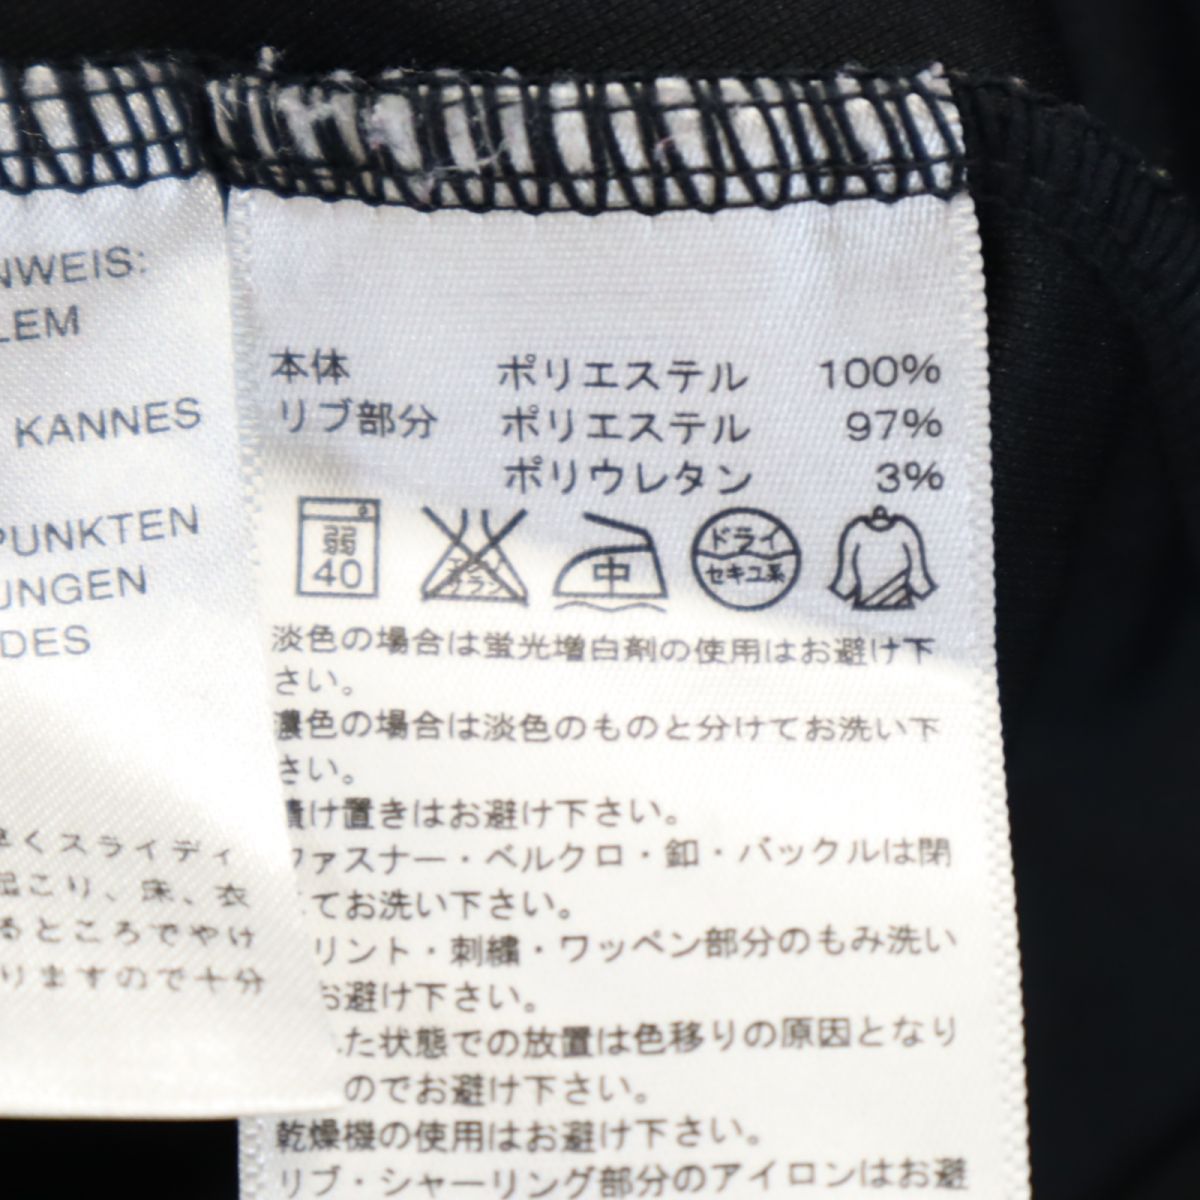 NWEIS:
LEM
KANNES
PUNKTEN
UNGEN
DES
早くスライディ
起こり、床、衣
るところでやけ
りますので十分
本体 ポリエステル 100%
リブ部分 ポリエステル 97%
ポリウレタン 3%
弱 40
エンソ サラシ
中
ドライ セキユ系
淡色の場合は蛍光増白剤の使用はお避け下
さい。
濃色の場合は淡色のものと分けてお洗い下
さい。
漬け置きはお避け下さい。
ファスナー・ベルクロ・釦・バックルは閉
てお洗い下さい。
リント・刺繍・ワッペン部分のもみ洗い
お避け下さい。
れた状態での放置は色移りの原因となり
のでお避け下さい。
乾燥機の使用はお避け下さい。
リブ・シャーリング部分のアイロンはお避